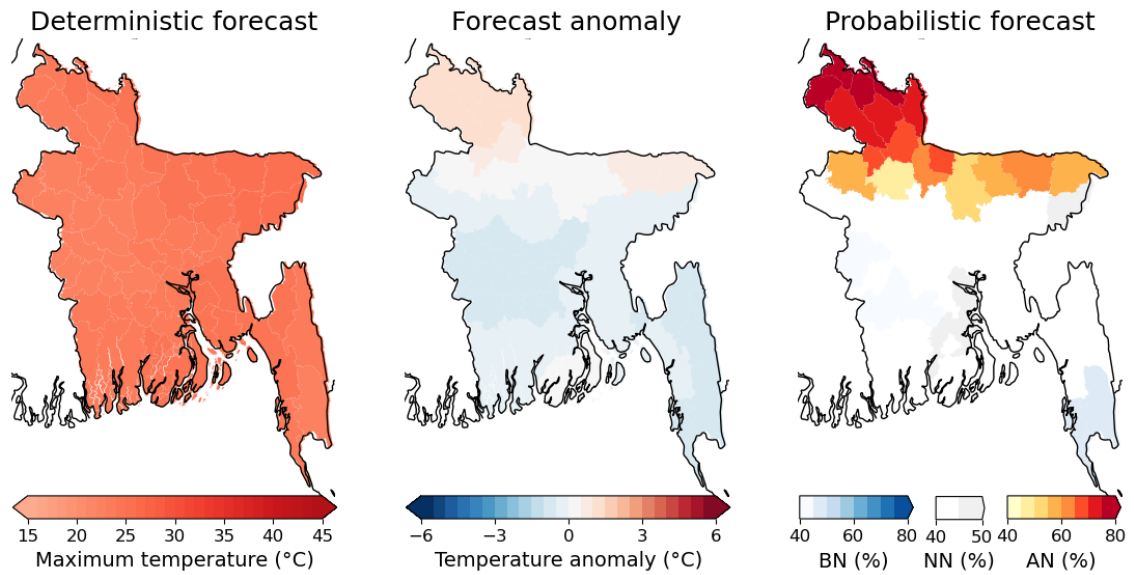 Deterministic forecast
Forecast anomaly
Probabilistic forecast
15 20 25 30 35 40 45
Maximum temperature (°C)
−6 −3 0 3 6
Temperature anomaly (°C)
40 60 80
BN (%)
40 50
NN (%)
40 60 80
AN (%)